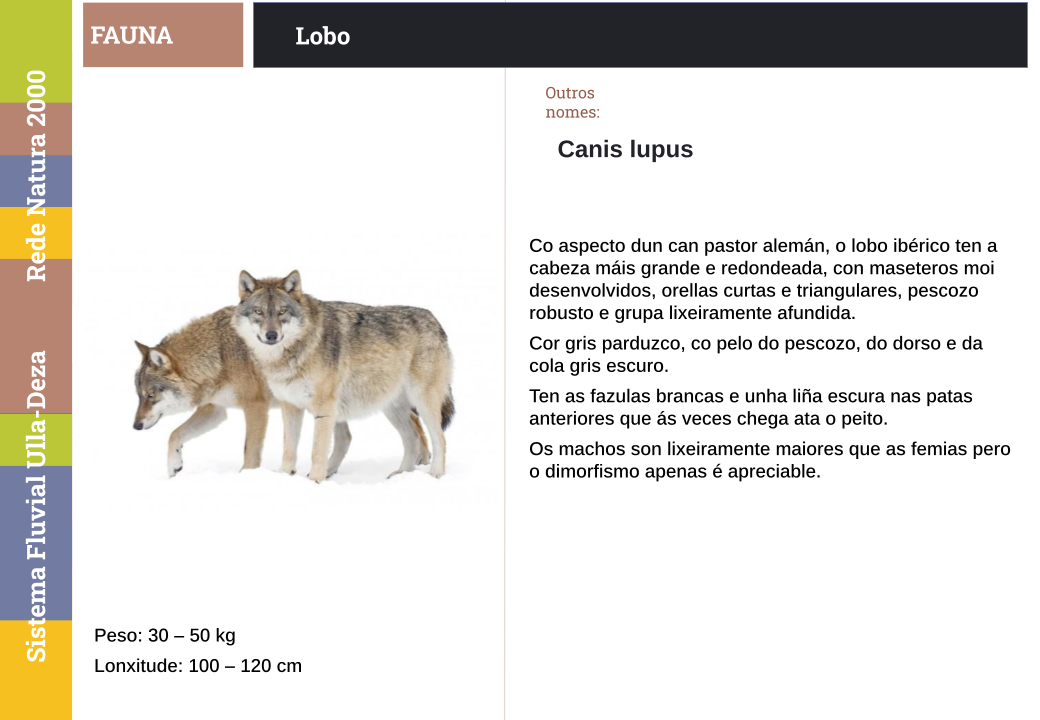 FAUNA
Lobo
Sistema Fluvial Ulla-Deza
Rede Natura 2000
Outros
nomes:
Canis lupus
Co aspecto dun can pastor alemán, o lobo ibérico ten a
cabeza máis grande e redondeada, con maseteros moi
desenvolvidos, orellas curtas e triangulares, pescozo
robusto e grupa lixeiramente afundida.
Cor gris parduzco, co pelo do pescozo, do dorso e da
cola gris escuro.
Ten as fazulas brancas e unha liña escura nas patas
anteriores que ás veces chega ata o peito.
Os machos son lixeiramente maiores que as femias pero
o dimorfismo apenas é apreciable.
Peso: 30 – 50 kg
Lonxitude: 100 – 120 cm